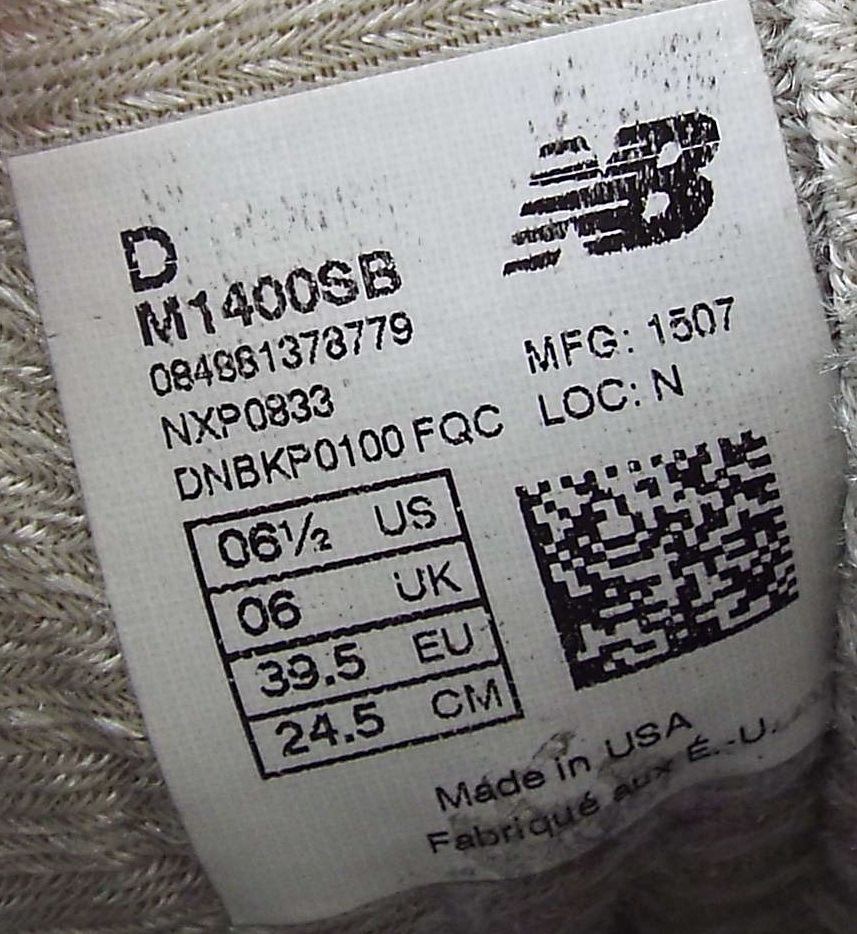 NB
D
M1400SB
084881378779
NXP0833
DNBKP0100 FQC
MFG: 1507
LOC: N
06½ US
06 UK
39.5 EU
24.5 CM
Made in USA
Fabriqué aux É.-U.